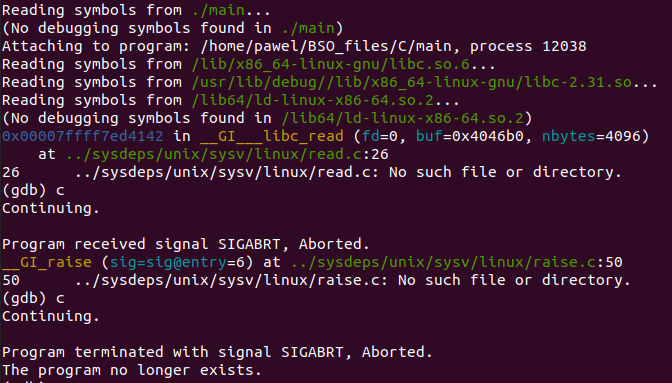 Reading symbols from ./main...
(No debugging symbols found in ./main)
Attaching to program: /home/pawel/BSO_files/C/main, process 12038
Reading symbols from /lib/x86_64-linux-gnu/libc.so.6...
Reading symbols from /usr/lib/debug//lib/x86_64-linux-gnu/libc-2.31.so...
Reading symbols from /lib64/ld-linux-x86-64.so.2...
(No debugging symbols found in /lib64/ld-linux-x86-64.so.2)
0x00007ffff7ed4142 in __GI___libc_read (fd=0, buf=0x4046b0, nbytes=4096)
    at ../sysdeps/unix/sysv/linux/read.c:26
26      ../sysdeps/unix/sysv/linux/read.c: No such file or directory.
(gdb) c
Continuing.

Program received signal SIGABRT, Aborted.
__GI_raise (sig=sig@entry=6) at ../sysdeps/unix/sysv/linux/raise.c:50
50      ../sysdeps/unix/sysv/linux/raise.c: No such file or directory.
(gdb) c
Continuing.

Program terminated with signal SIGABRT, Aborted.
The program no longer exists.
(gdb)